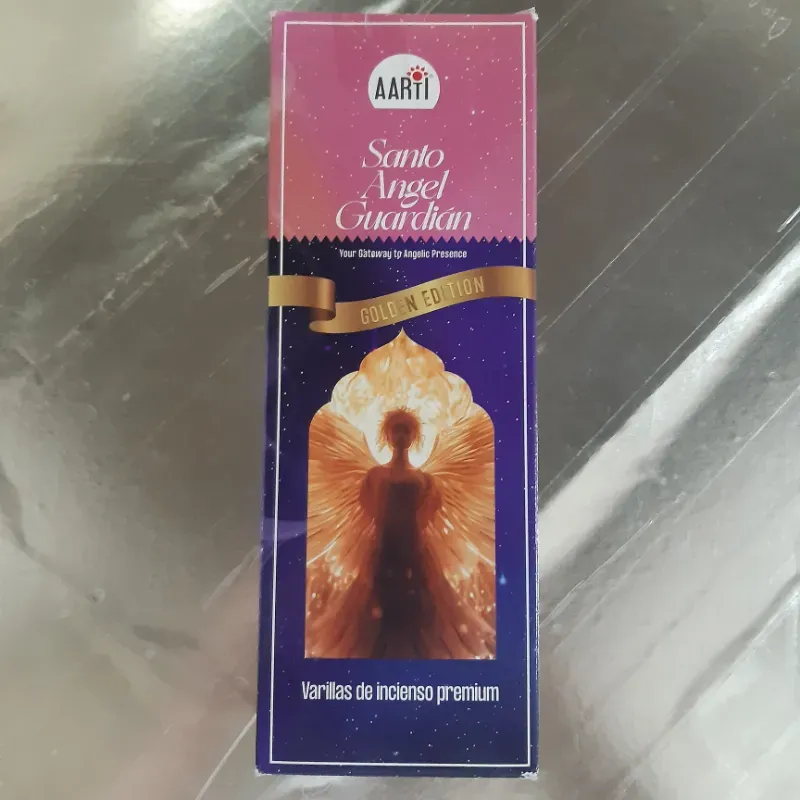 AARTI
Santo
Angel
Guardián
Your Gateway to Angelic Presence
GOLDEN EDITION
Varillas de incienso premium